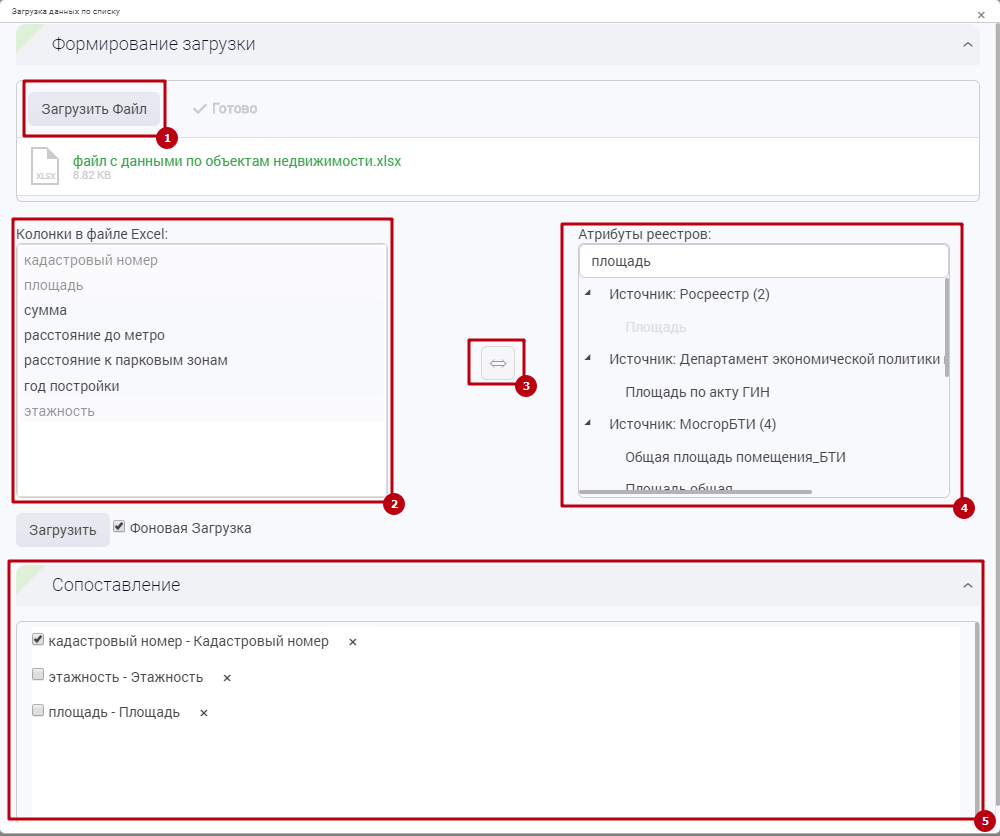 Загрузка данных по списку
Формирование загрузки
Загрузить Файл
Готово
1
XLSX
файл с данными по объектам недвижимости.xlsx
8.82 KB
Колонки в файле Excel:
кадастровый номер
площадь
сумма
расстояние до метро
расстояние к парковым зонам
год постройки
этажность
2
3
Атрибуты реестров:
площадь
Источник: Росреестр (2)
Площадь
Источник: Департамент экономической политики
Площадь по акту ГИН
Источник: МосгорБТИ (4)
Общая площадь помещения_БТИ
Площадь общая
4
Загрузить
Фоновая Загрузка
Сопоставление
кадастровый номер - Кадастровый номер ×
этажность - Этажность ×
площадь - Площадь ×
5